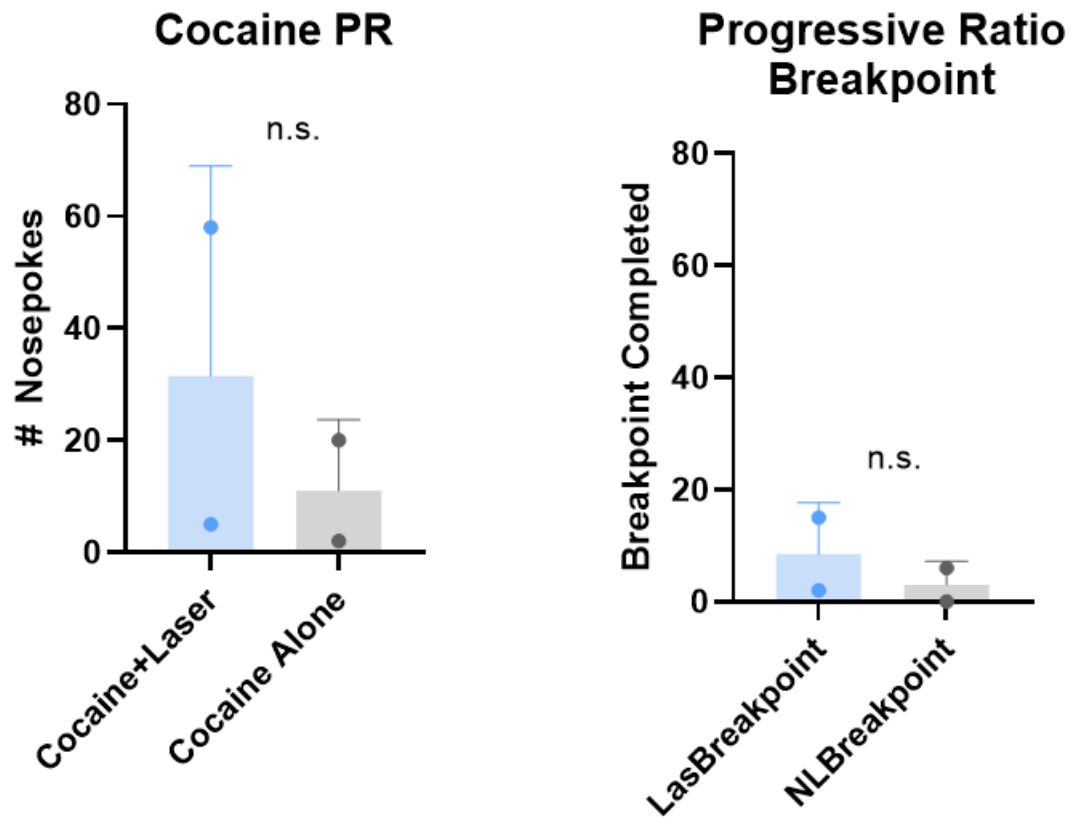 Cocaine PR
80
60
40
20
0
# Nosepokes
n.s.
Cocaine+Laser
Cocaine Alone
Progressive Ratio
Breakpoint
80
60
40
20
0
Breakpoint Completed
n.s.
LasBreakpoint
NLBreakpoint